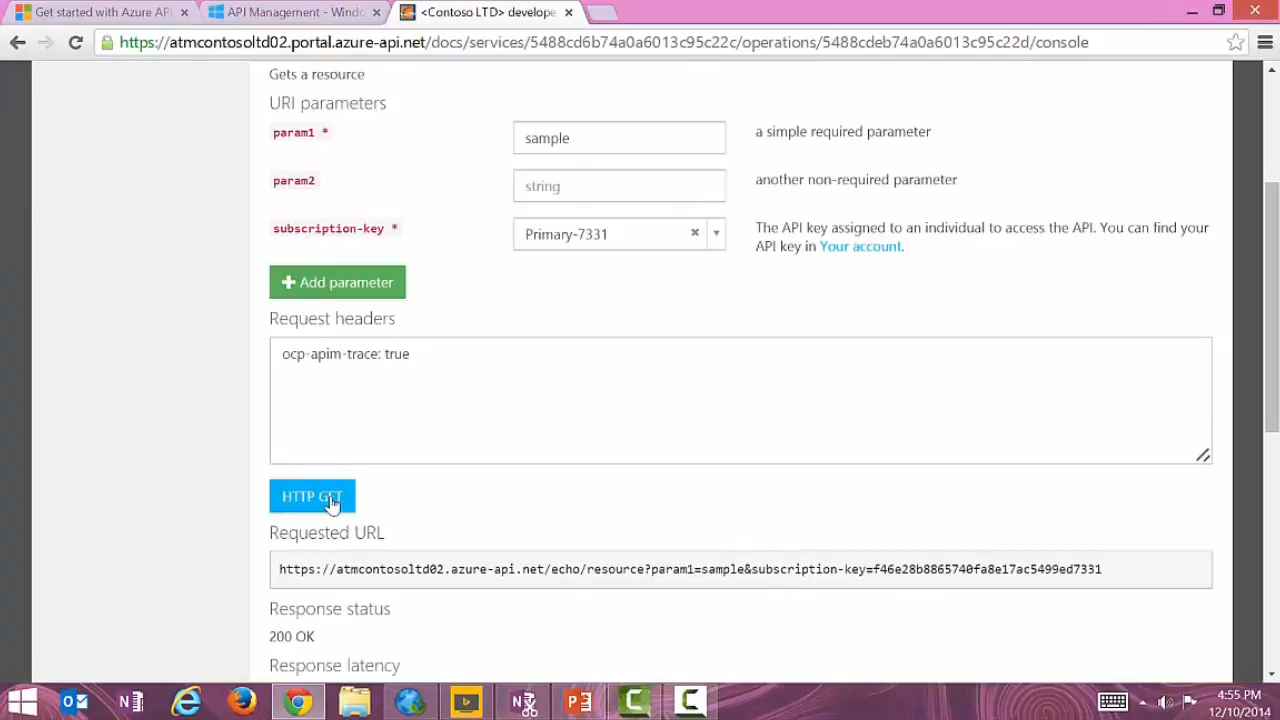 Get started with Azure API
API Management - Windo
<Contoso LTD> develope
https://atmcontosoltd02.portal.azure-api.net/docs/services/5488cd6b74a0a6013c95c22c/operations/5488cdeb74a0a6013c95c22d/console
Gets a resource
URI parameters
param1 *
sample
a simple required parameter
param2
string
another non-required parameter
subscription-key *
Primary-7331
The API key assigned to an individual to access the API. You can find your
API key in Your account.
Add parameter
Request headers
ocp-apim-trace: true
HTTP GET
Requested URL
https://atmcontosoltd02.azure-api.net/echo/resource?param1=sample&subscription-key=f46e28b8865740fa8e17ac5499ed7331
Response status
200 OK
Response latency
4:55 PM
12/10/2014